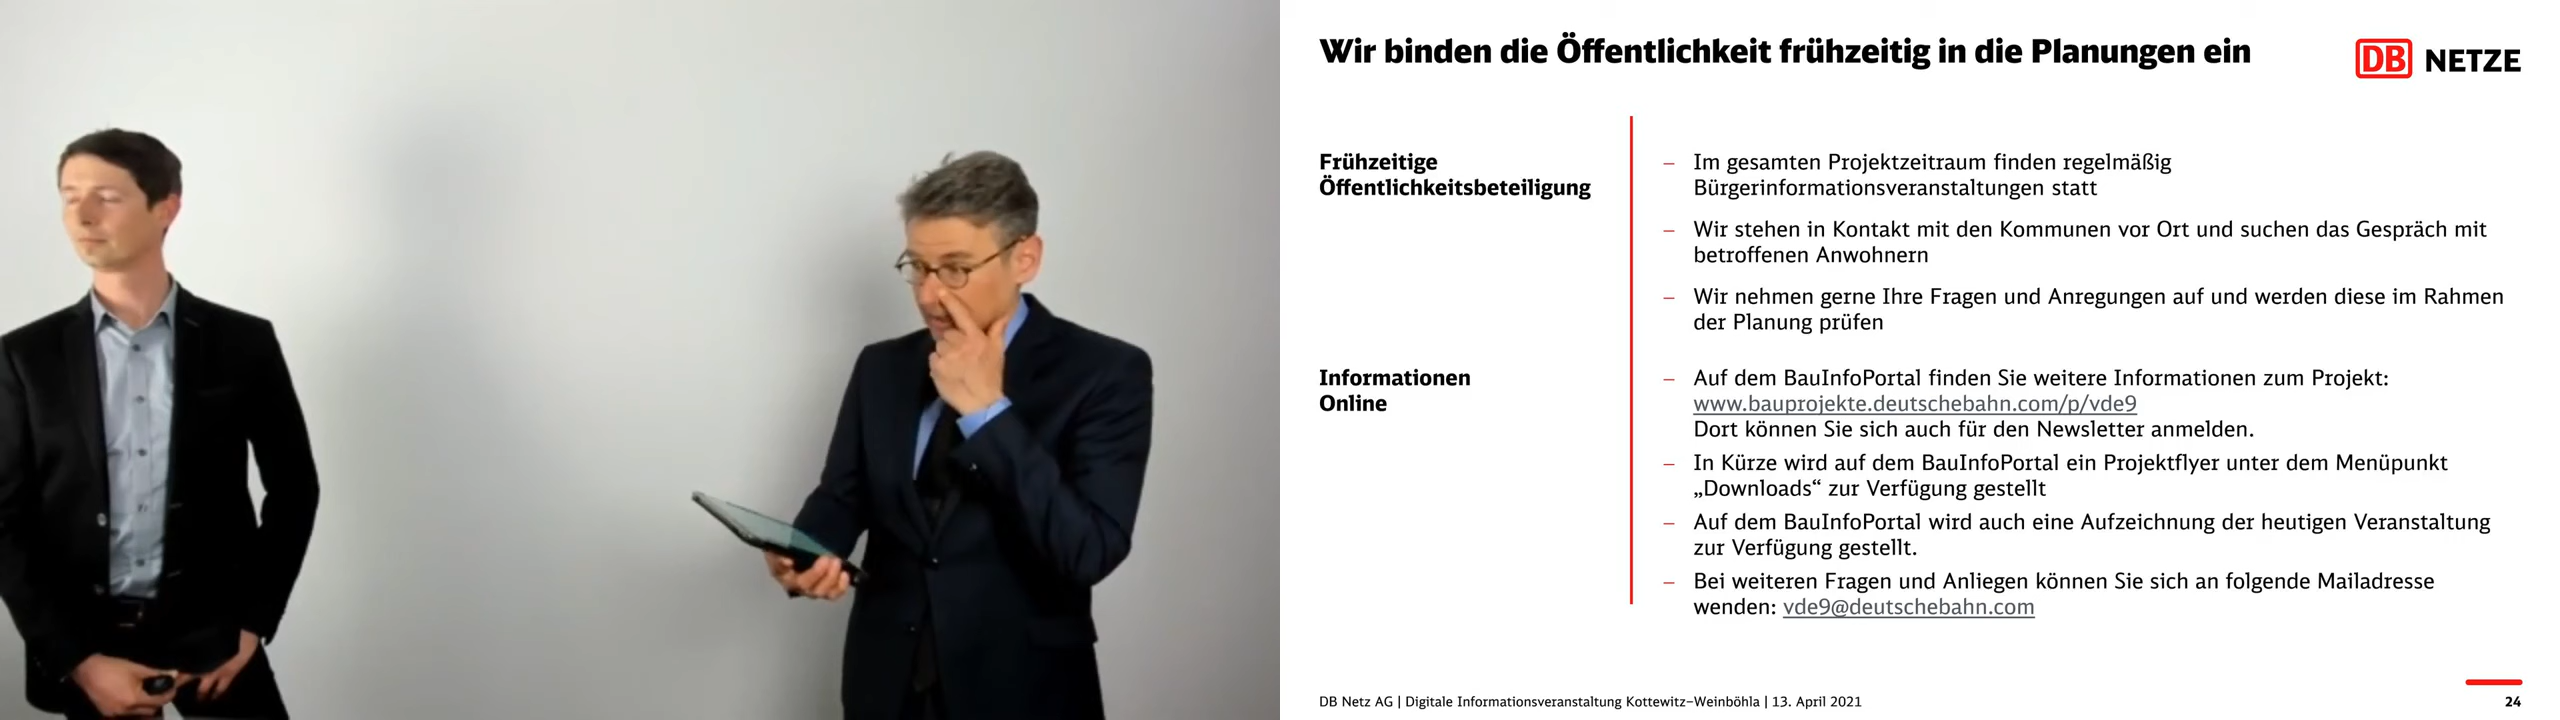 Wir binden die Öffentlichkeit frühzeitig in die Planungen ein
DB NETZE
Frühzeitige
Öffentlichkeitsbeteiligung
– Im gesamten Projektzeitraum finden regelmäßig
Bürgerinformationsveranstaltungen statt
– Wir stehen in Kontakt mit den Kommunen vor Ort und suchen das Gespräch mit
betroffenen Anwohnern
– Wir nehmen gerne Ihre Fragen und Anregungen auf und werden diese im Rahmen
der Planung prüfen
Informationen
Online
– Auf dem BauInfoPortal finden Sie weitere Informationen zum Projekt:
www.bauprojekte.deutschebahn.com/p/vde9
Dort können Sie sich auch für den Newsletter anmelden.
– In Kürze wird auf dem BauInfoPortal ein Projektflyer unter dem Menüpunkt
„Downloads“ zur Verfügung gestellt
– Auf dem BauInfoPortal wird auch eine Aufzeichnung der heutigen Veranstaltung
zur Verfügung gestellt.
– Bei weiteren Fragen und Anliegen können Sie sich an folgende Mailadresse
wenden: vde9@deutschebahn.com
DB Netz AG | Digitale Informationsveranstaltung Kottewitz–Weinböhla | 13. April 2021
24